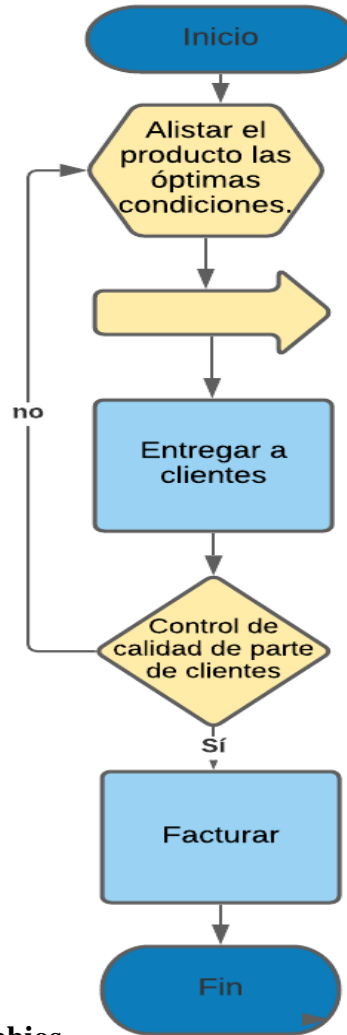 Inicio
Alistar el
producto las
óptimas
condiciones.
no
Entregar a
clientes
Control de
calidad de parte
de clientes
Sí
Facturar
Fin